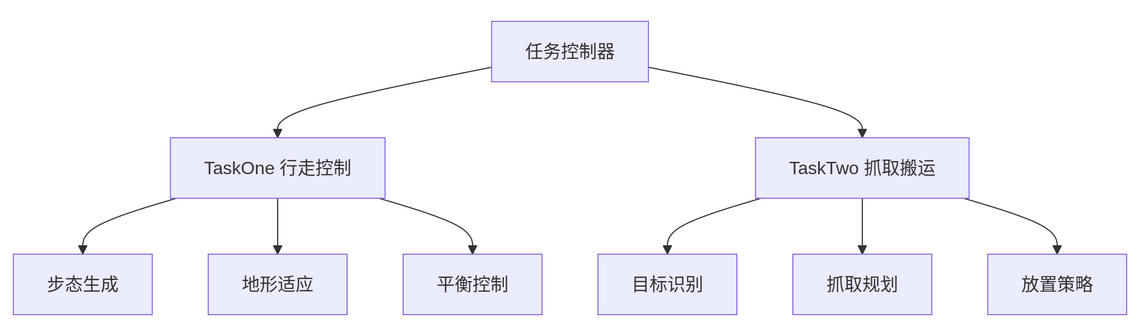 任务控制器
TaskOne 行走控制
TaskTwo 抓取搬运
步态生成
地形适应
平衡控制
目标识别
抓取规划
放置策略